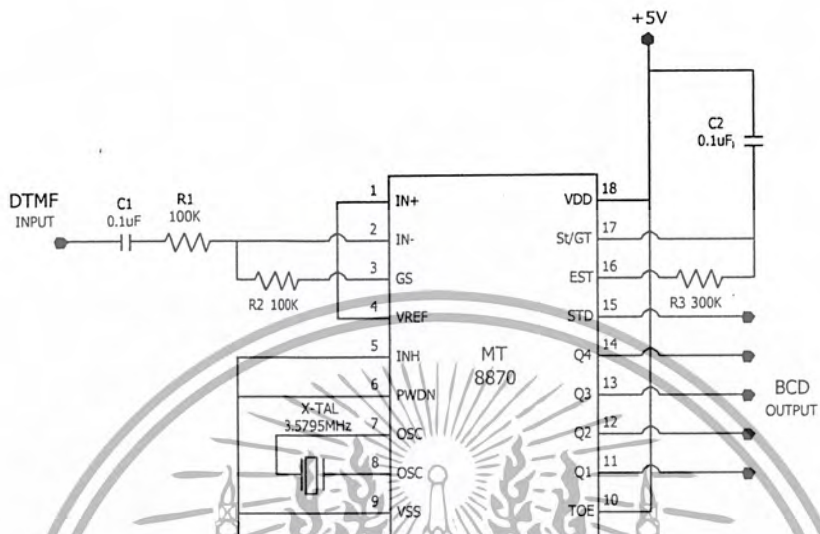 +5V
C2
0.1uF
DTMF
INPUT
C1
0.1uF
R1
100K
R2 100K
1 IN+
2 IN-
3 GS
4 VREF
5 INH
6 PWDN
7 OSC
8 OSC
9 VSS
X-TAL
3.5795MHz
MT
8870
VDD 18
St/GT 17
EST 16
STD 15
Q4 14
Q3 13
Q2 12
Q1 11
TOE 10
R3 300K
BCD
OUTPUT